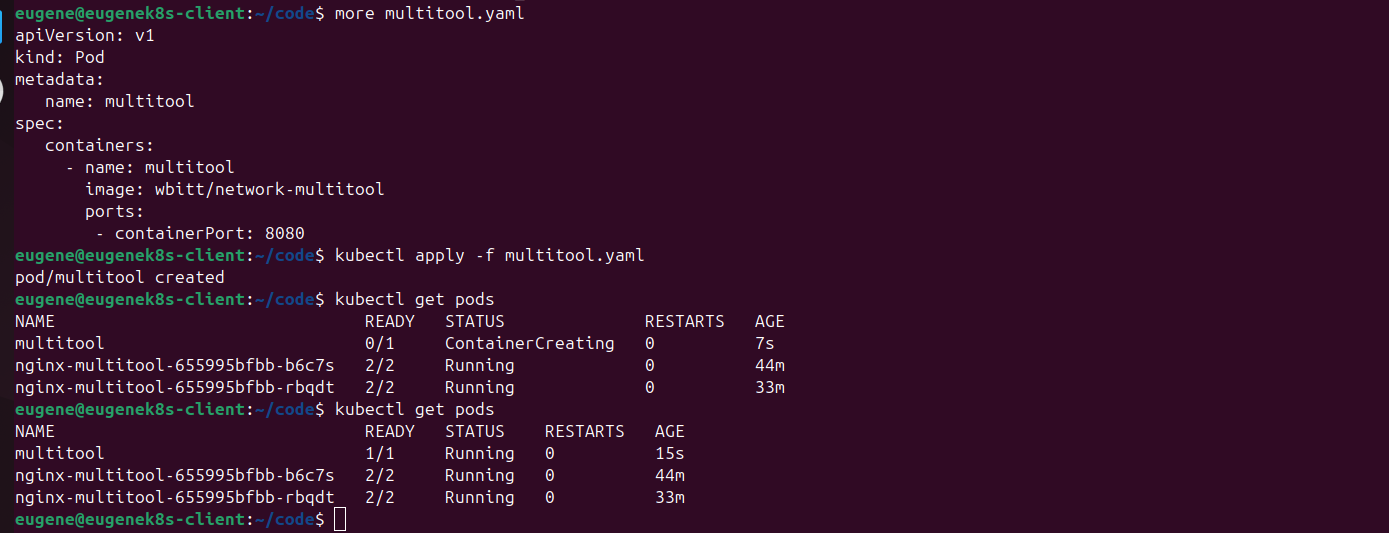 eugene@eugenek8s-client:~/code$ more multitool.yaml
apiVersion: v1
kind: Pod
metadata:
   name: multitool
spec:
   containers:
     - name: multitool
       image: wbitt/network-multitool
       ports:
        - containerPort: 8080
eugene@eugenek8s-client:~/code$ kubectl apply -f multitool.yaml
pod/multitool created
eugene@eugenek8s-client:~/code$ kubectl get pods
NAME                               READY   STATUS              RESTARTS   AGE
multitool                          0/1     ContainerCreating   0          7s
nginx-multitool-655995bfbb-b6c7s   2/2     Running             0          44m
nginx-multitool-655995bfbb-rbqdt   2/2     Running             0          33m
eugene@eugenek8s-client:~/code$ kubectl get pods
NAME                               READY   STATUS    RESTARTS   AGE
multitool                          1/1     Running   0          15s
nginx-multitool-655995bfbb-b6c7s   2/2     Running   0          44m
nginx-multitool-655995bfbb-rbqdt   2/2     Running   0          33m
eugene@eugenek8s-client:~/code$